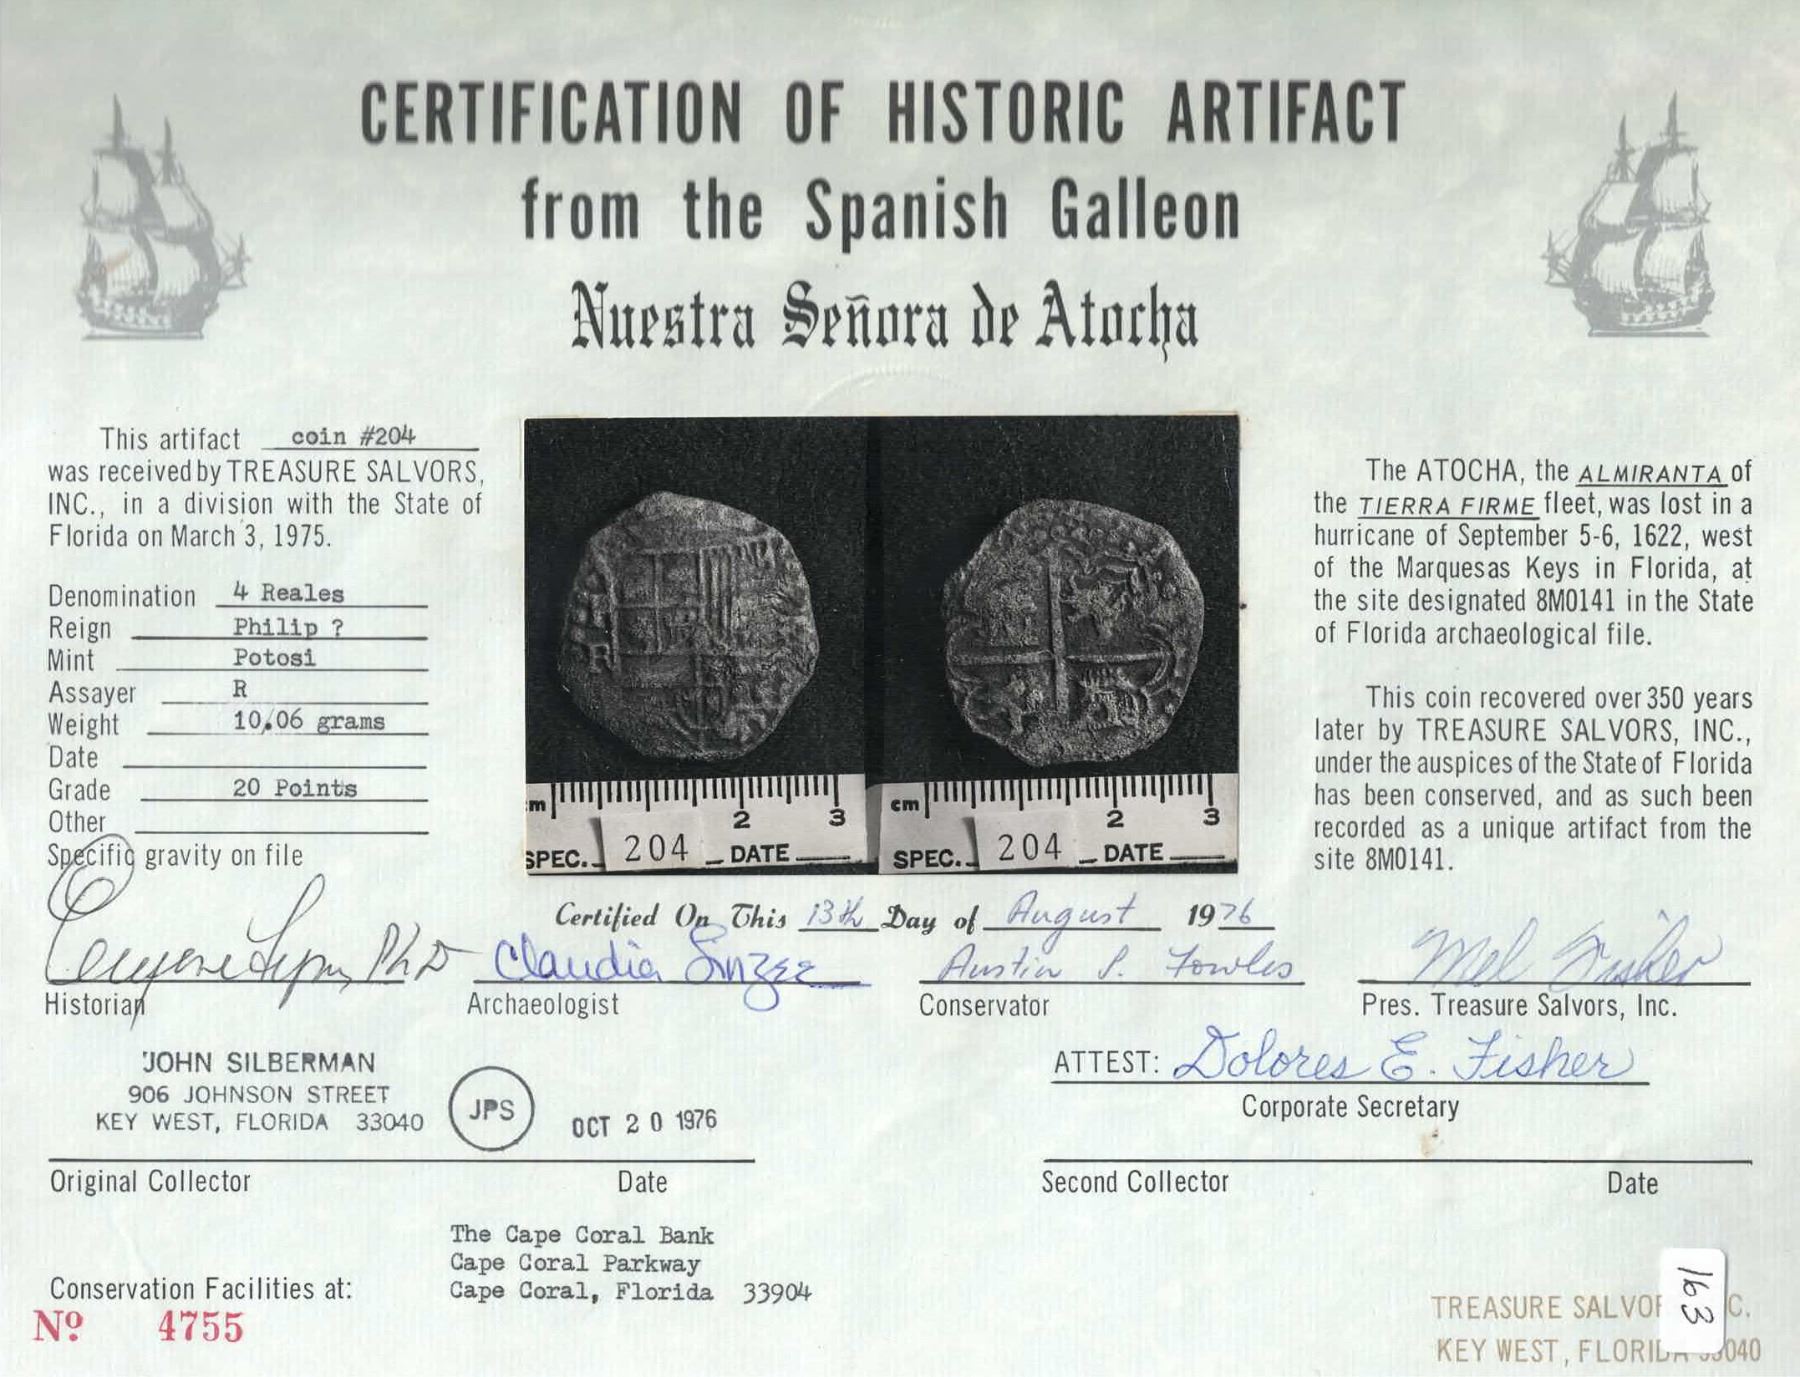 CERTIFICATION OF HISTORIC ARTIFACT
from the Spanish Galleon
Nuestra Señora de Atocha
This artifact coin #204
was received by TREASURE SALVORS,
INC., in a division with the State of
Florida on March 3, 1975.
Denomination 4 Reales
Reign Philip ?
Mint Potosi
Assayer R
Weight 10.06 grams
Date
Grade 20 Points
Other
Specific gravity on file
cm 2 3
SPEC. 204 DATE
cm 2 3
SPEC. 204 DATE
The ATOCHA, the ALMIRANTA of
the TIERRA FIRME fleet, was lost in a
hurricane of September 5-6, 1622, west
of the Marquesas Keys in Florida, at
the site designated 8MO141 in the State
of Florida archaeological file.
This coin recovered over 350 years
later by TREASURE SALVORS, INC.,
under the auspices of the State of Florida
has been conserved, and as such been
recorded as a unique artifact from the
site 8MO141.
Certified On This 13th Day of August 1976
Eugene Lyon, PhD Claudia Austin S. Fowles Mel Fisher
Historian Archaeologist Conservator Pres. Treasure Salvors, Inc.
JOHN SILBERMAN
906 JOHNSON STREET
KEY WEST, FLORIDA 33040
JPS
OCT 20 1976
Original Collector Date
ATTEST: Dolores E. Fisher
Corporate Secretary
Second Collector Date
Conservation Facilities at:
The Cape Coral Bank
Cape Coral Parkway
Cape Coral, Florida 33904
Nº 4755
TREASURE SALVOR C.
KEY WEST, FLORIDA 33040
163